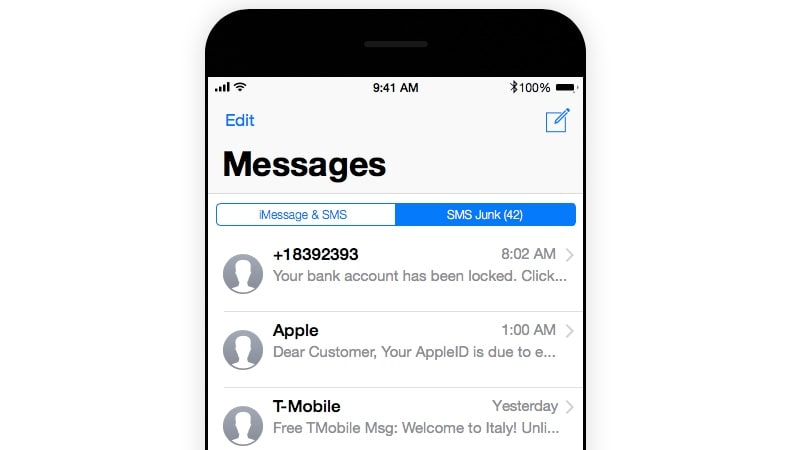 9:41 AM
100%
Edit
Messages
iMessage & SMS
SMS Junk (42)
+18392393
8:02 AM
Your bank account has been locked. Click...
Apple
1:00 AM
Dear Customer, Your AppleID is due to e...
T-Mobile
Yesterday
Free TMobile Msg: Welcome to Italy! Unli...